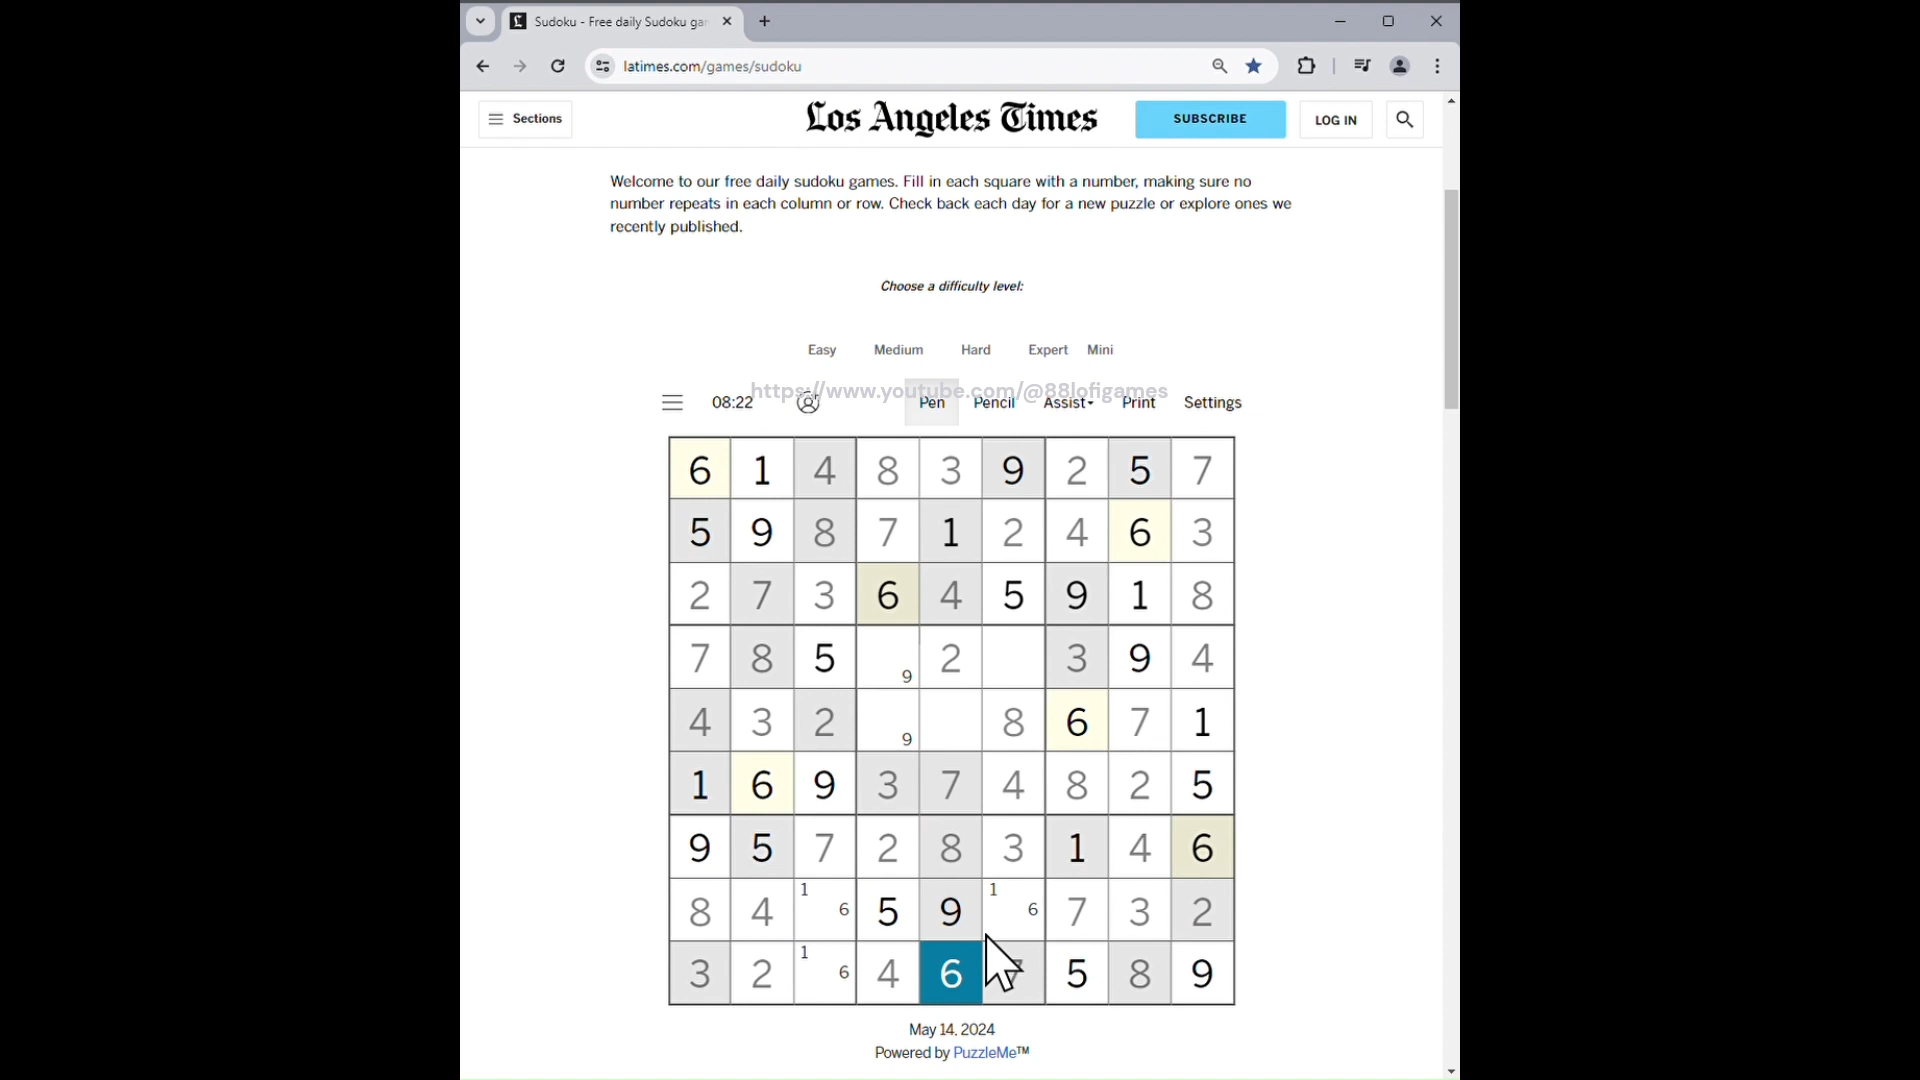 Sudoku - Free daily Sudoku gar
latimes.com/games/sudoku
Sections
Los Angeles Times
SUBSCRIBE
LOG IN
Welcome to our free daily sudoku games. Fill in each square with a number, making sure no
number repeats in each column or row. Check back each day for a new puzzle or explore ones we
recently published.
Choose a difficulty level:
Easy Medium Hard Expert Mini
https://www.youtube.com/@88lofigames
08:22 Pen Pencil Assist Print Settings
6 1 4 8 3 9 2 5 7
5 9 8 7 1 2 4 6 3
2 7 3 6 4 5 9 1 8
7 8 5 9 2 3 9 4
4 3 2 9 8 6 7 1
1 6 9 3 7 4 8 2 5
9 5 7 2 8 3 1 4 6
8 4 1 6 5 9 1 6 7 3 2
3 2 1 6 4 6 7 5 8 9
May 14, 2024
Powered by PuzzleMe™